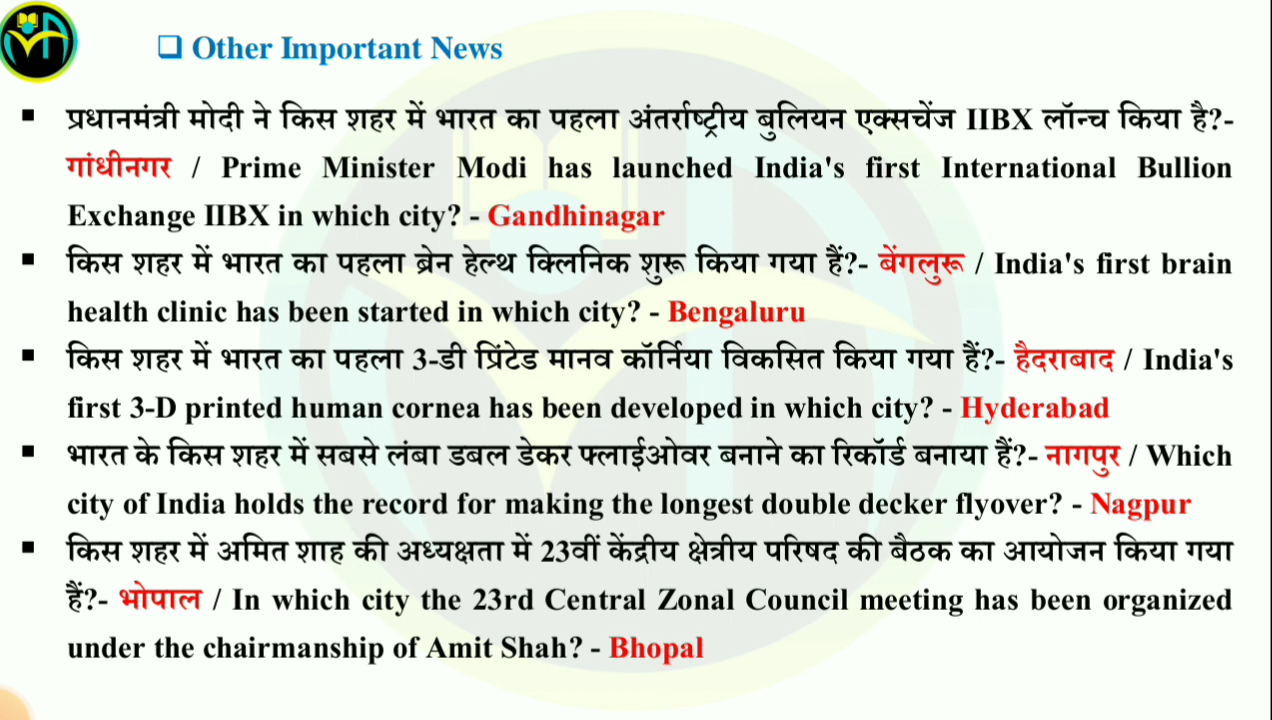 ❑ Other Important News
▪ प्रधानमंत्री मोदी ने किस शहर में भारत का पहला अंतर्राष्ट्रीय बुलियन एक्सचेंज IIBX लॉन्च किया है?-
गांधीनगर / Prime Minister Modi has launched India's first International Bullion
Exchange IIBX in which city? - Gandhinagar
▪ किस शहर में भारत का पहला ब्रेन हेल्थ क्लिनिक शुरू किया गया हैं?- बेंगलुरू / India's first brain
health clinic has been started in which city? - Bengaluru
▪ किस शहर में भारत का पहला 3-डी प्रिंटेड मानव कॉर्निया विकसित किया गया हैं?- हैदराबाद / India's
first 3-D printed human cornea has been developed in which city? - Hyderabad
▪ भारत के किस शहर में सबसे लंबा डबल डेकर फ्लाईओवर बनाने का रिकॉर्ड बनाया हैं?- नागपुर / Which
city of India holds the record for making the longest double decker flyover? - Nagpur
▪ किस शहर में अमित शाह की अध्यक्षता में 23वीं केंद्रीय क्षेत्रीय परिषद की बैठक का आयोजन किया गया
हैं?- भोपाल / In which city the 23rd Central Zonal Council meeting has been organized
under the chairmanship of Amit Shah? - Bhopal